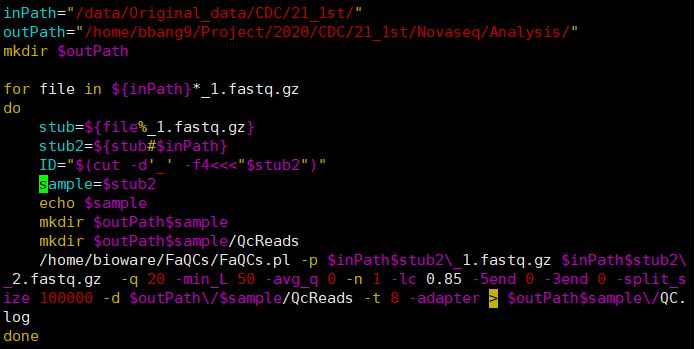 inPath="/data/Original_data/CDC/21_1st/"
outPath="/home/bbang9/Project/2020/CDC/21_1st/Novaseq/Analysis/"
mkdir $outPath

for file in ${inPath}*_1.fastq.gz
do
    stub=${file%_1.fastq.gz}
    stub2=${stub#$inPath}
    ID="$(cut -d'_' -f4<<<"$stub2")"
    sample=$stub2
    echo $sample
    mkdir $outPath$sample
    mkdir $outPath$sample/QcReads
    /home/bioware/FaQCs/FaQCs.pl -p $inPath$stub2\_1.fastq.gz $inPath$stub2\
_2.fastq.gz  -q 20 -min_L 50 -avg_q 0 -n 1 -lc 0.85 -5end 0 -3end 0 -split_s
ize 100000 -d $outPath\/$sample/QcReads -t 8 -adapter > $outPath$sample\/QC.
log
done